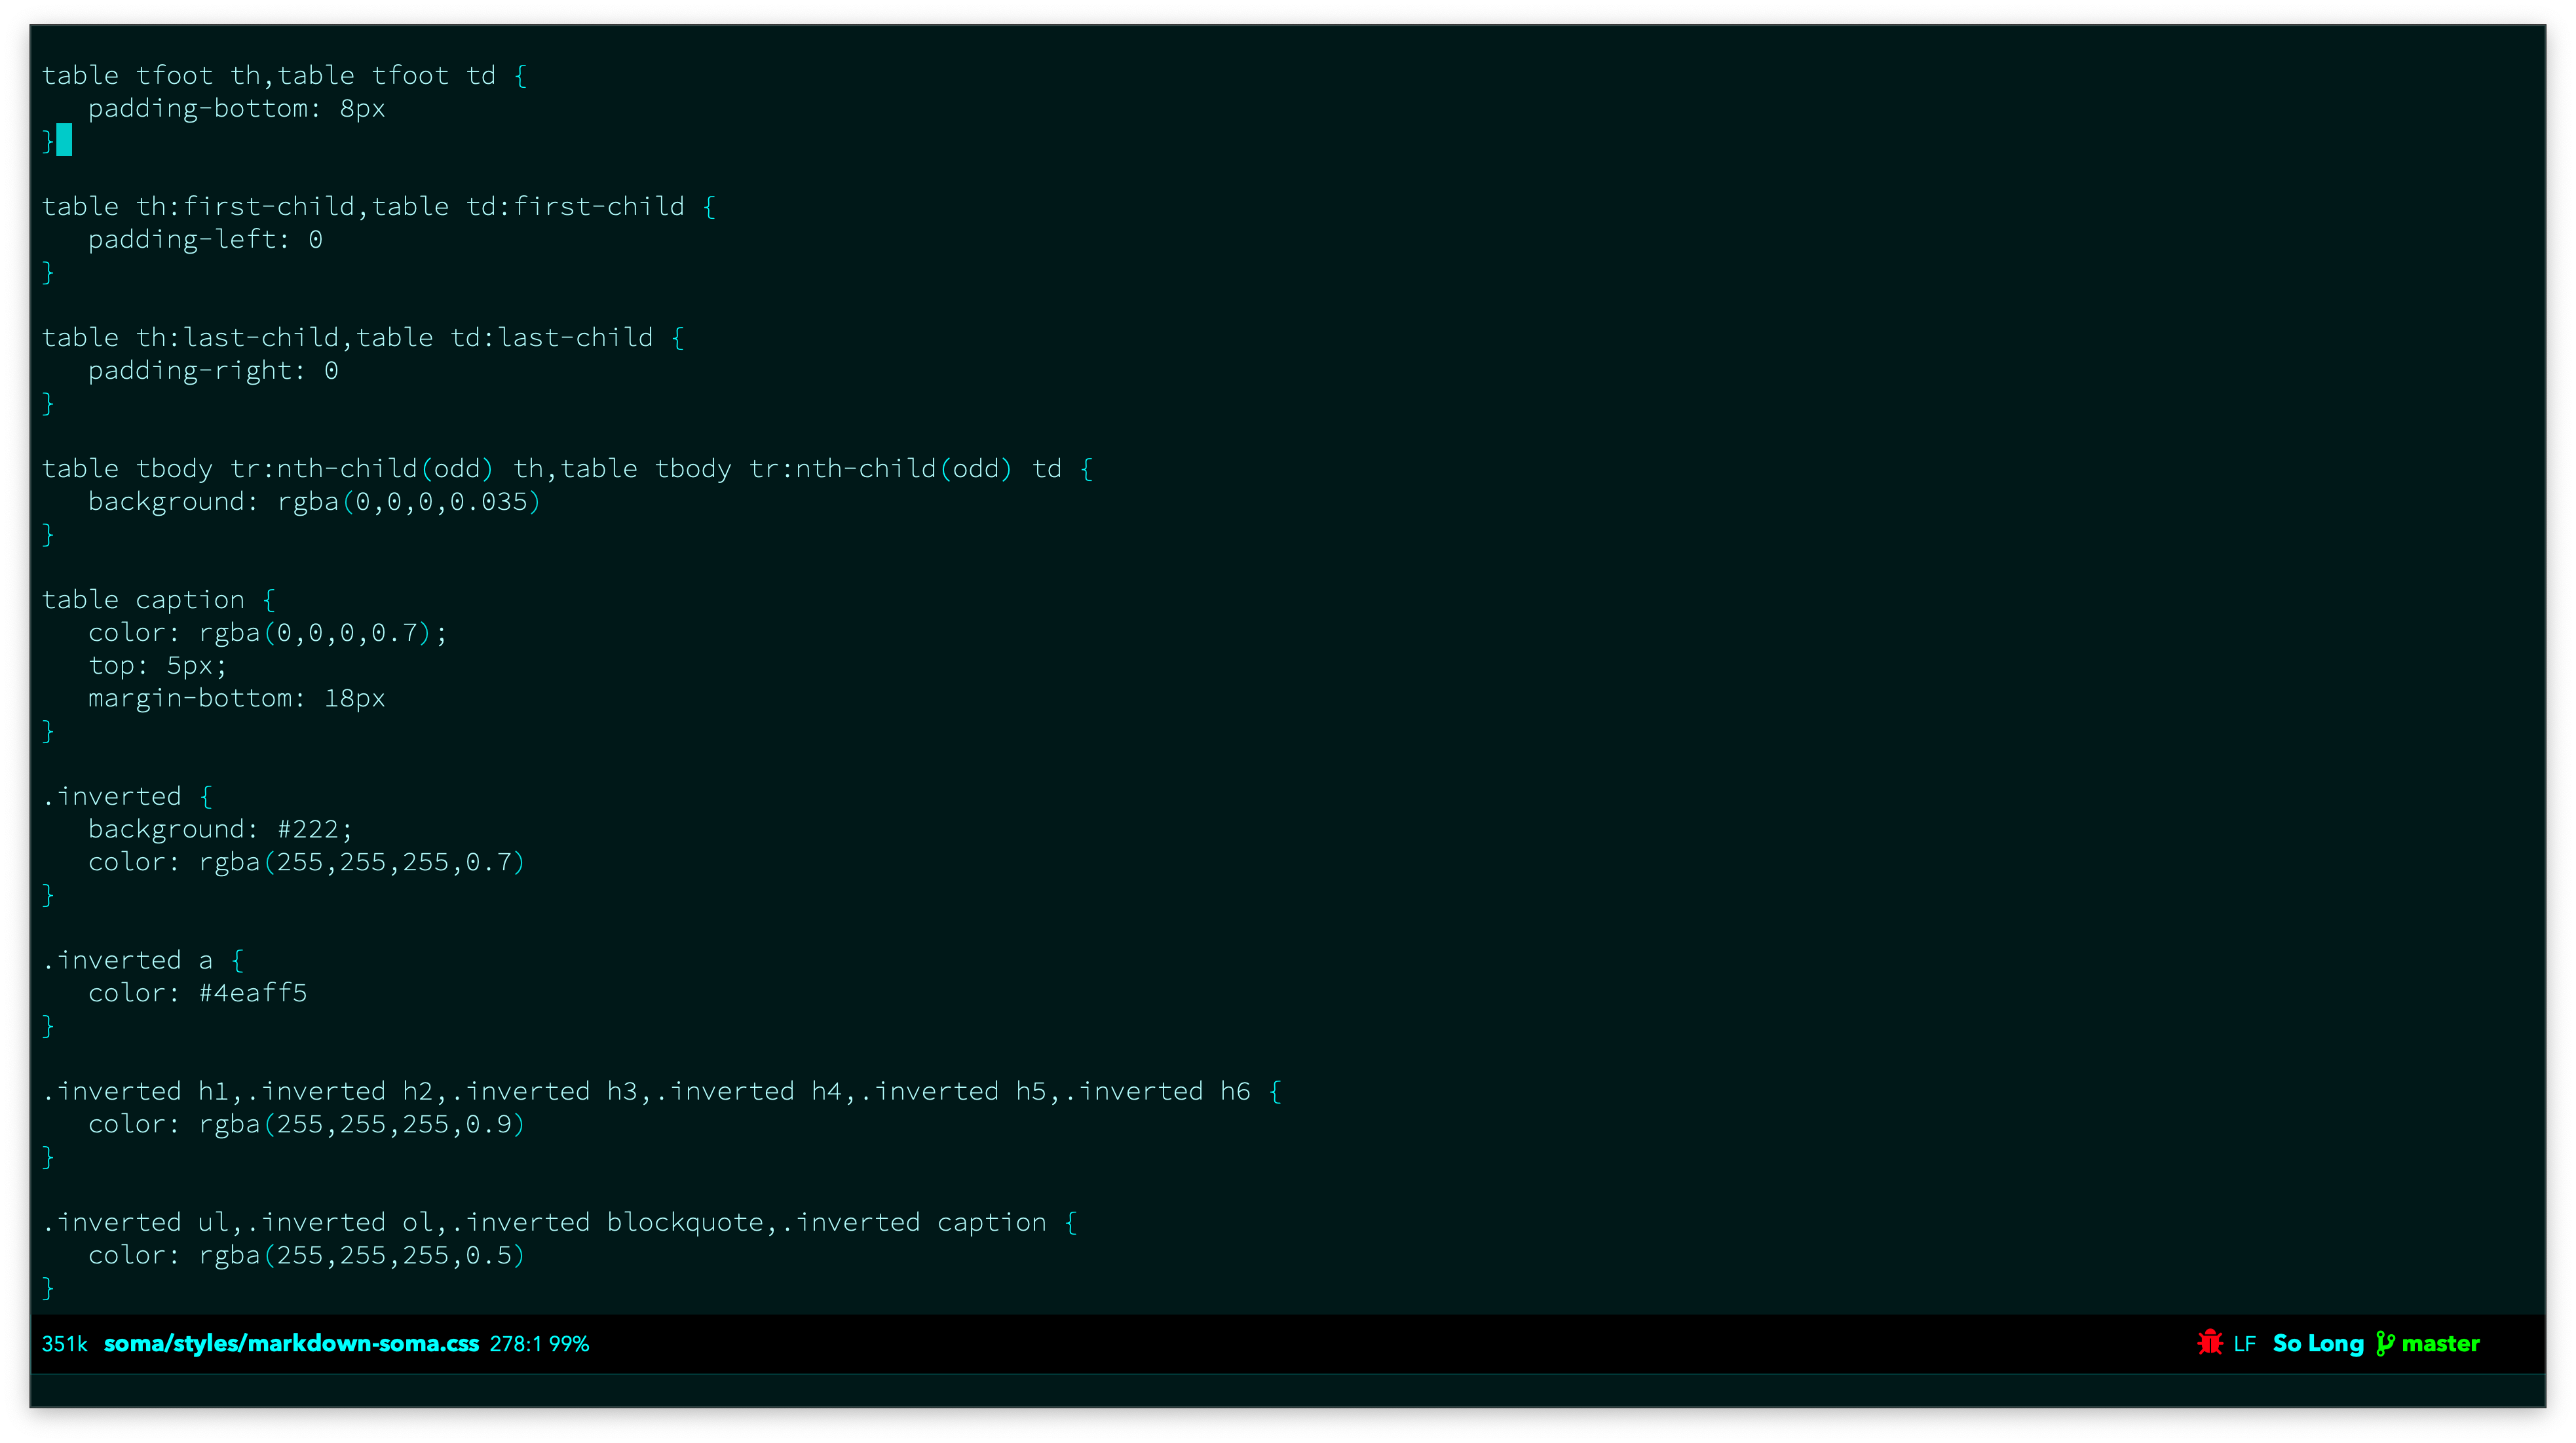 table tfoot th,table tfoot td {
   padding-bottom: 8px
}

table th:first-child,table td:first-child {
   padding-left: 0
}

table th:last-child,table td:last-child {
   padding-right: 0
}

table tbody tr:nth-child(odd) th,table tbody tr:nth-child(odd) td {
   background: rgba(0,0,0,0.035)
}

table caption {
   color: rgba(0,0,0,0.7);
   top: 5px;
   margin-bottom: 18px
}

.inverted {
   background: #222;
   color: rgba(255,255,255,0.7)
}

.inverted a {
   color: #4eaff5
}

.inverted h1,.inverted h2,.inverted h3,.inverted h4,.inverted h5,.inverted h6 {
   color: rgba(255,255,255,0.9)
}

.inverted ul,.inverted ol,.inverted blockquote,.inverted caption {
   color: rgba(255,255,255,0.5)
}
351k soma/styles/markdown-soma.css 278:1 99% LF So Long master